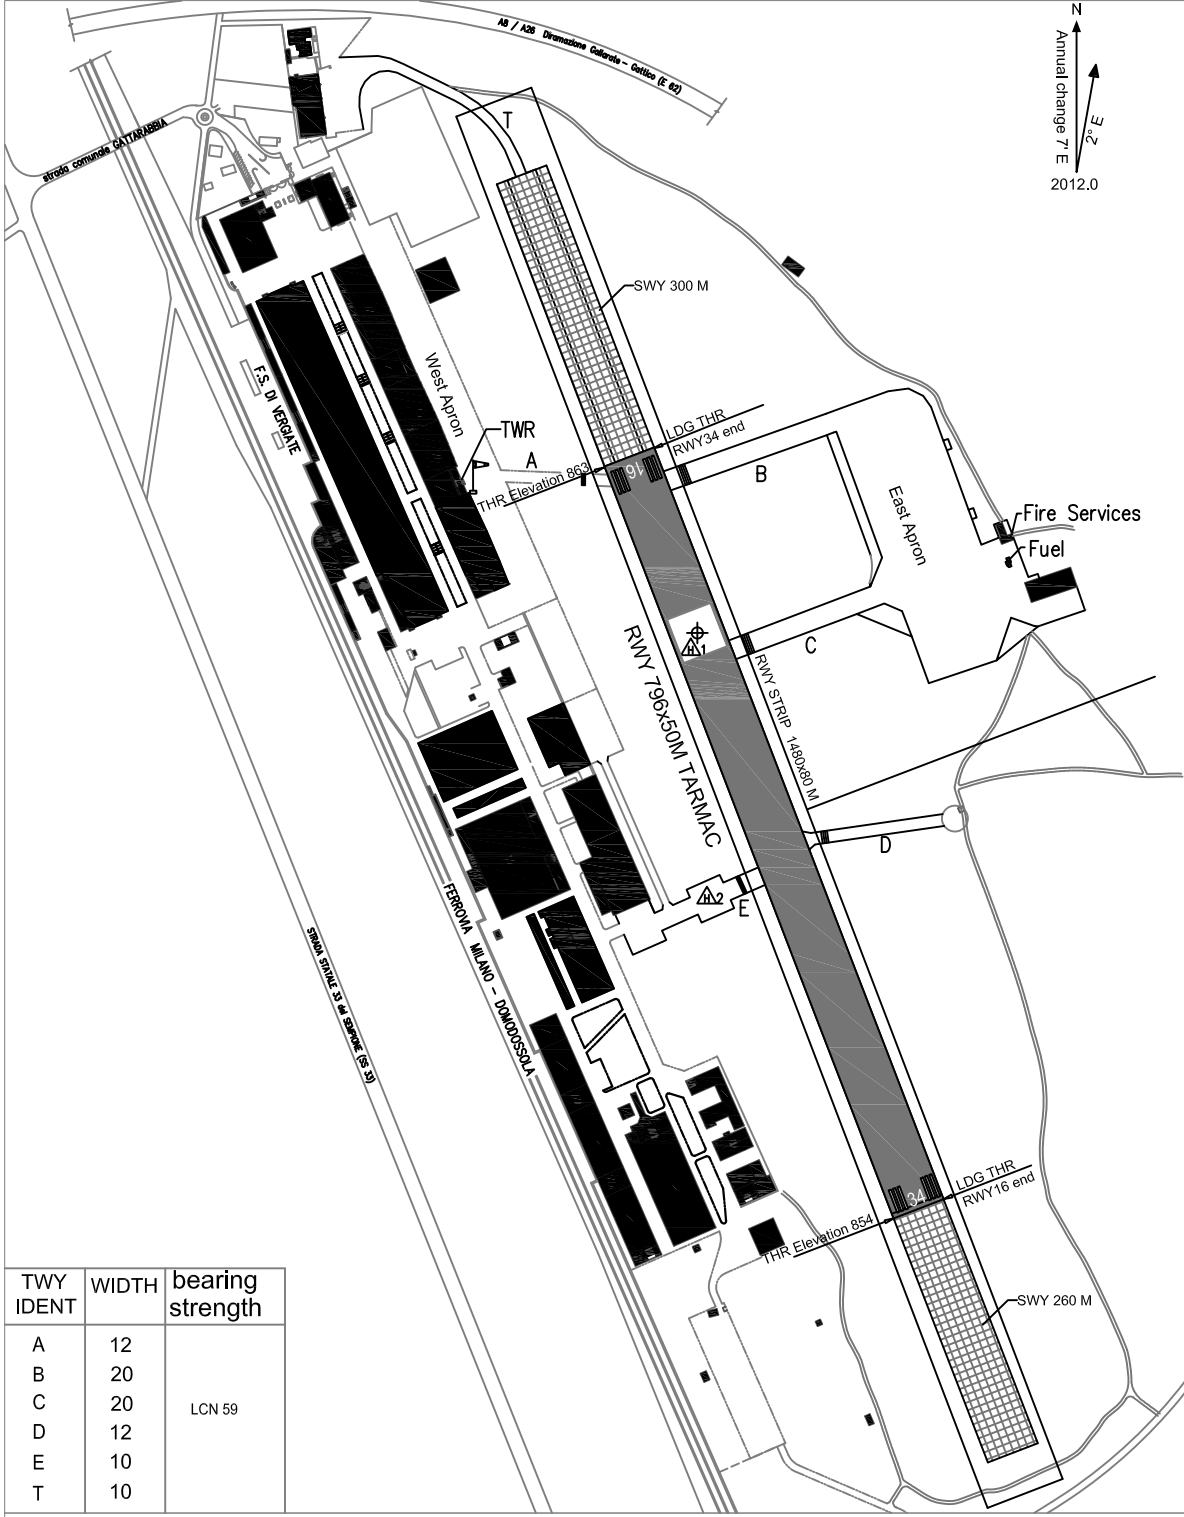 A8 / A26 Diramazione Gallarate - Gattico (E 62)
N
Annual change 7' E
2° E
2012.0
strada comunale GATTARABBIA
T
SWY 300 M
F.S. DI VERGIATE
West Apron
TWR
A
LDG THR
RWY34 end
THR Elevation 863
16
B
East Apron
Fire Services
Fuel
H 1
C
RWY 796x50M TARMAC
RWY STRIP 1480x80 M
D
H 2
E
FERROVIA MILANO - DOMODOSSOLA
STRADA STATALE 33 del SEMPIONE (SS 33)
34
LDG THR
RWY16 end
THR Elevation 854
SWY 260 M
TWY IDENT WIDTH bearing strength
A 12
B 20
C 20
LCN 59
D 12
E 10
T 10